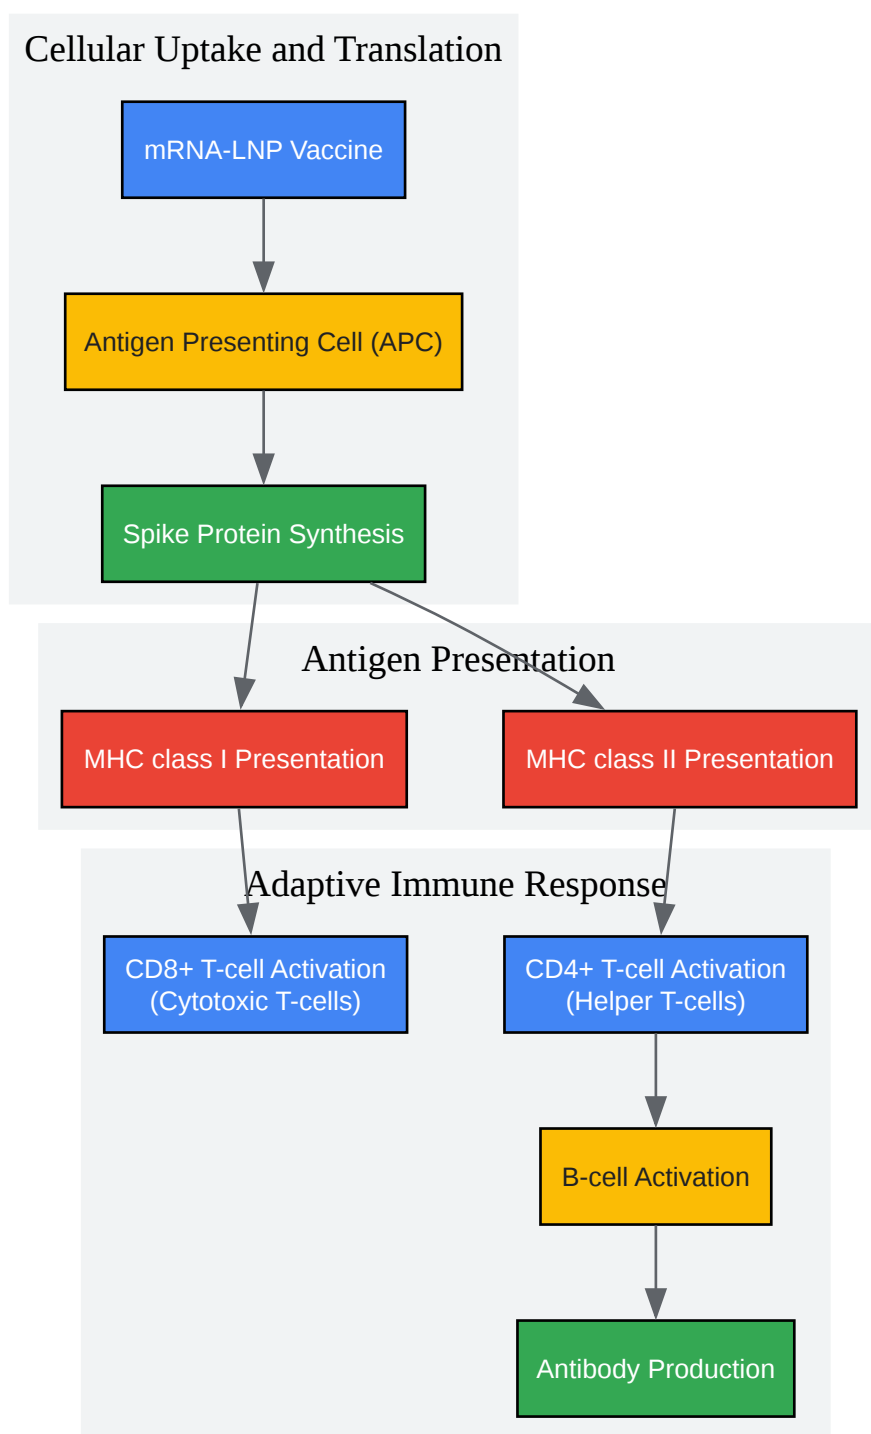 Cellular Uptake and Translation
mRNA-LNP Vaccine
Antigen Presenting Cell (APC)
Spike Protein Synthesis
Antigen Presentation
MHC class I Presentation
MHC class II Presentation
Adaptive Immune Response
CD8+ T-cell Activation
(Cytotoxic T-cells)
CD4+ T-cell Activation
(Helper T-cells)
B-cell Activation
Antibody Production